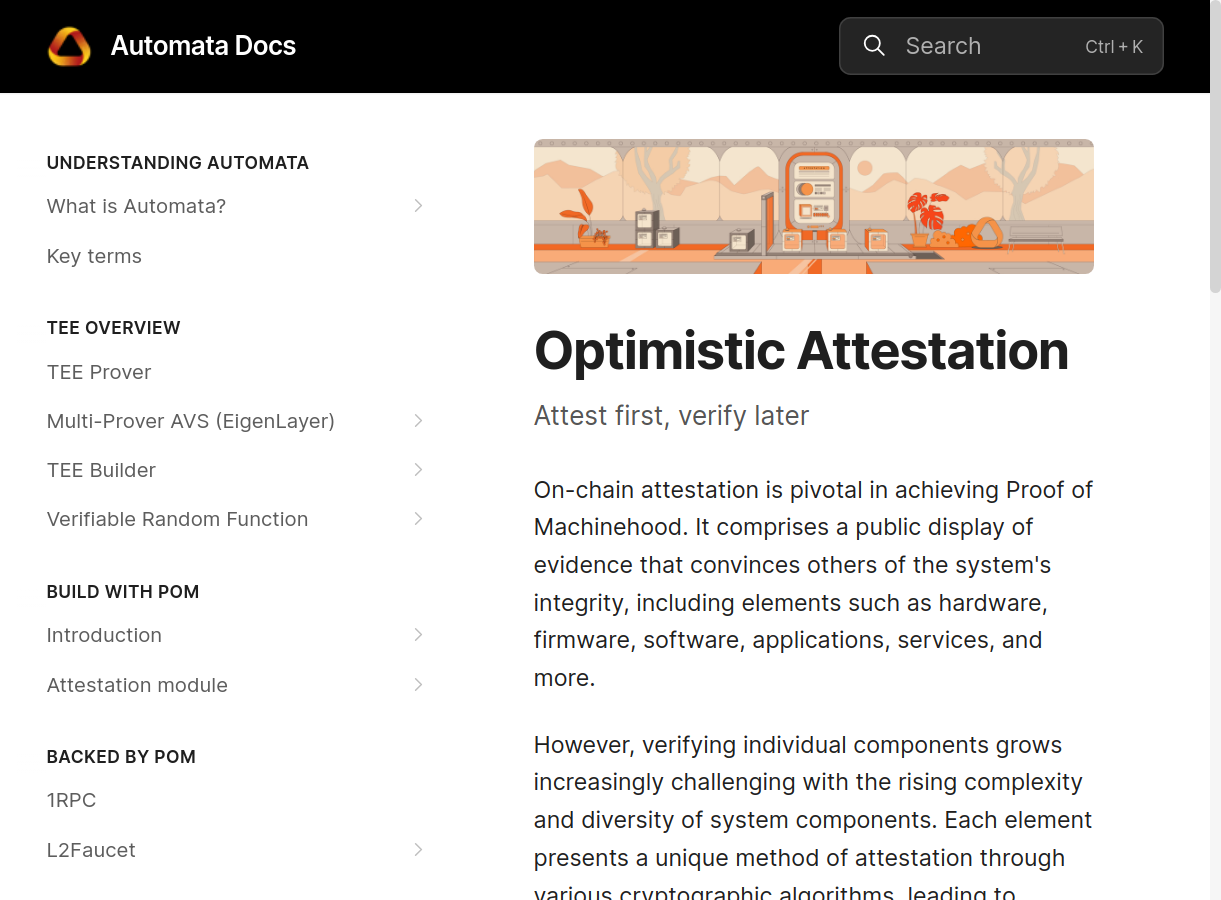 Automata Docs
Search
Ctrl + K
UNDERSTANDING AUTOMATA
What is Automata?
Key terms
TEE OVERVIEW
TEE Prover
Multi-Prover AVS (EigenLayer)
TEE Builder
Verifiable Random Function
BUILD WITH POM
Introduction
Attestation module
BACKED BY POM
1RPC
L2Faucet
Optimistic Attestation
Attest first, verify later
On-chain attestation is pivotal in achieving Proof of
Machinehood. It comprises a public display of
evidence that convinces others of the system's
integrity, including elements such as hardware,
firmware, software, applications, services, and
more.
However, verifying individual components grows
increasingly challenging with the rising complexity
and diversity of system components. Each element
presents a unique method of attestation through
various cryptographic algorithms, leading to